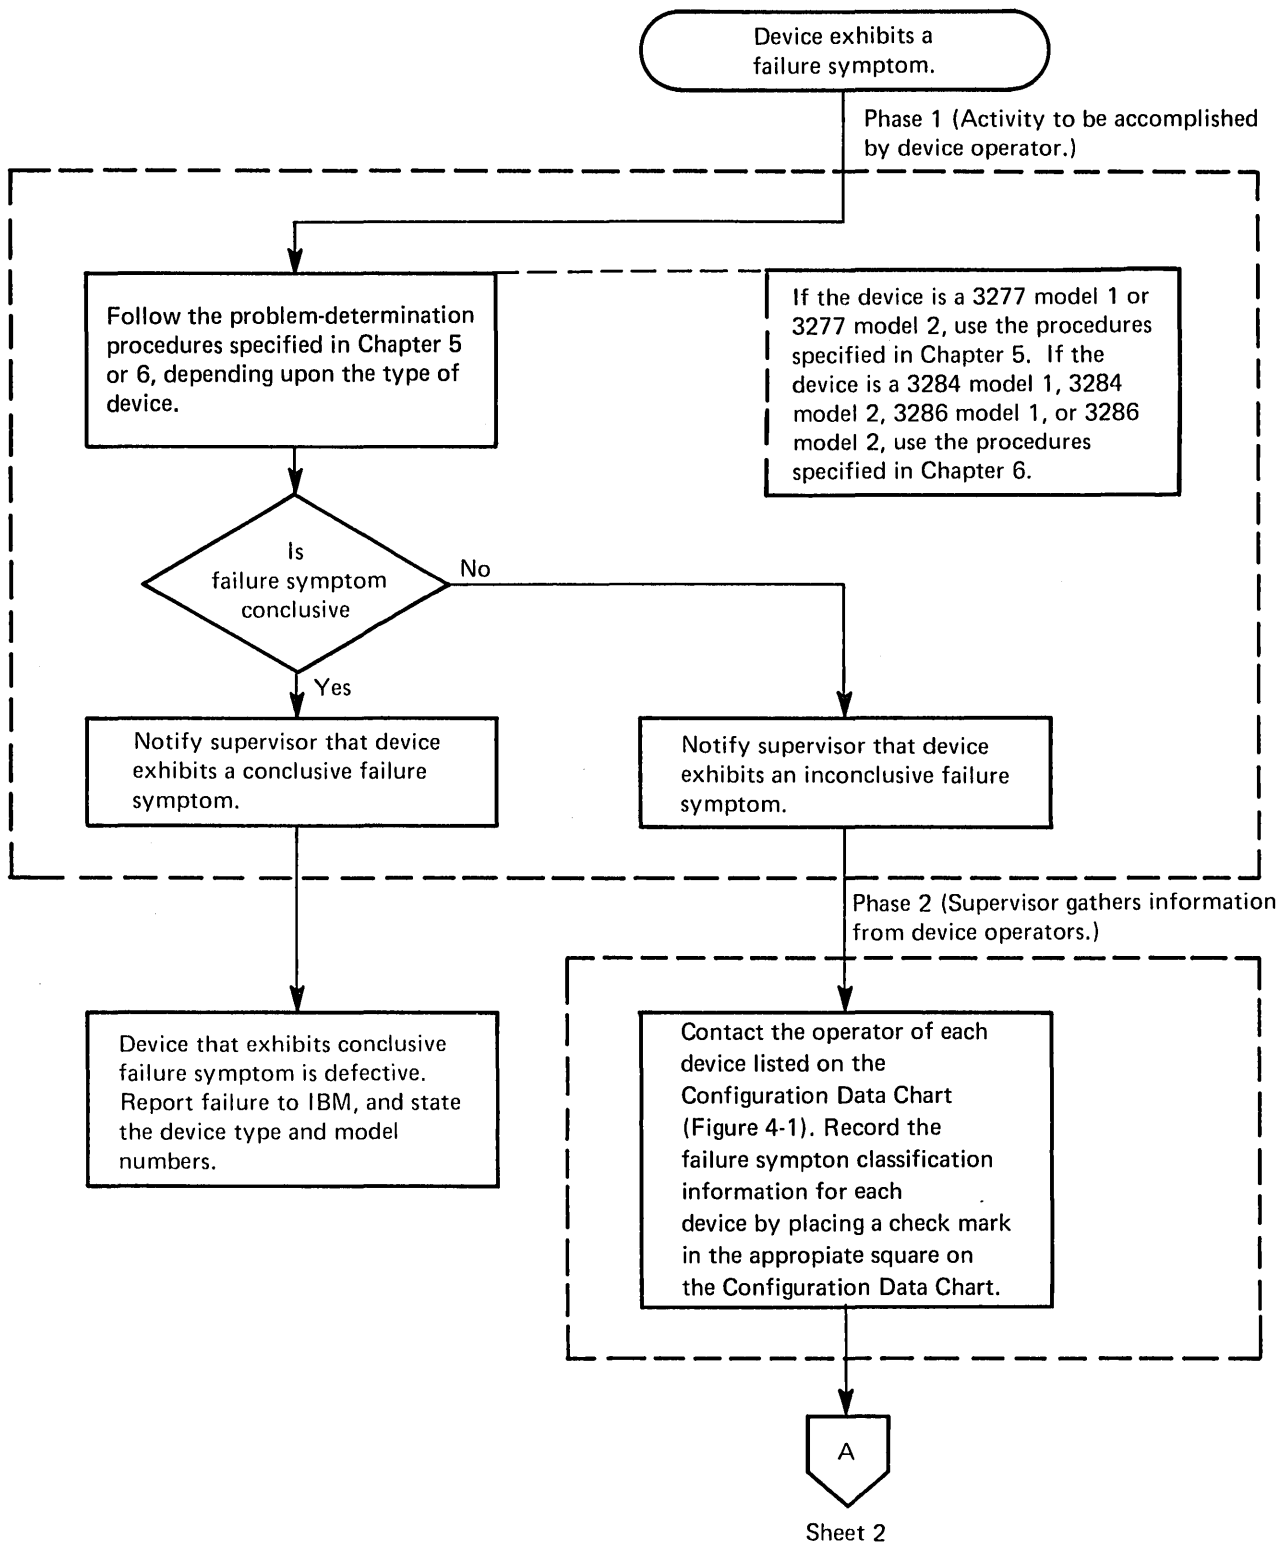 Device exhibits a
failure symptom.
Phase 1 (Activity to be accomplished
by device operator.)
Follow the problem-determination
procedures specified in Chapter 5
or 6, depending upon the type of
device.
If the device is a 3277 model 1 or
3277 model 2, use the procedures
specified in Chapter 5. If the
device is a 3284 model 1, 3284
model 2, 3286 model 1, or 3286
model 2, use the procedures
specified in Chapter 6.
Is
failure symptom
conclusive
No
Yes
Notify supervisor that device
exhibits a conclusive failure
symptom.
Notify supervisor that device
exhibits an inconclusive failure
symptom.
Phase 2 (Supervisor gathers information
from device operators.)
Device that exhibits conclusive
failure symptom is defective.
Report failure to IBM, and state
the device type and model
numbers.
Contact the operator of each
device listed on the
Configuration Data Chart
(Figure 4-1). Record the
failure sympton classification
information for each
device by placing a check mark
in the appropiate square on
the Configuration Data Chart.
A
Sheet 2